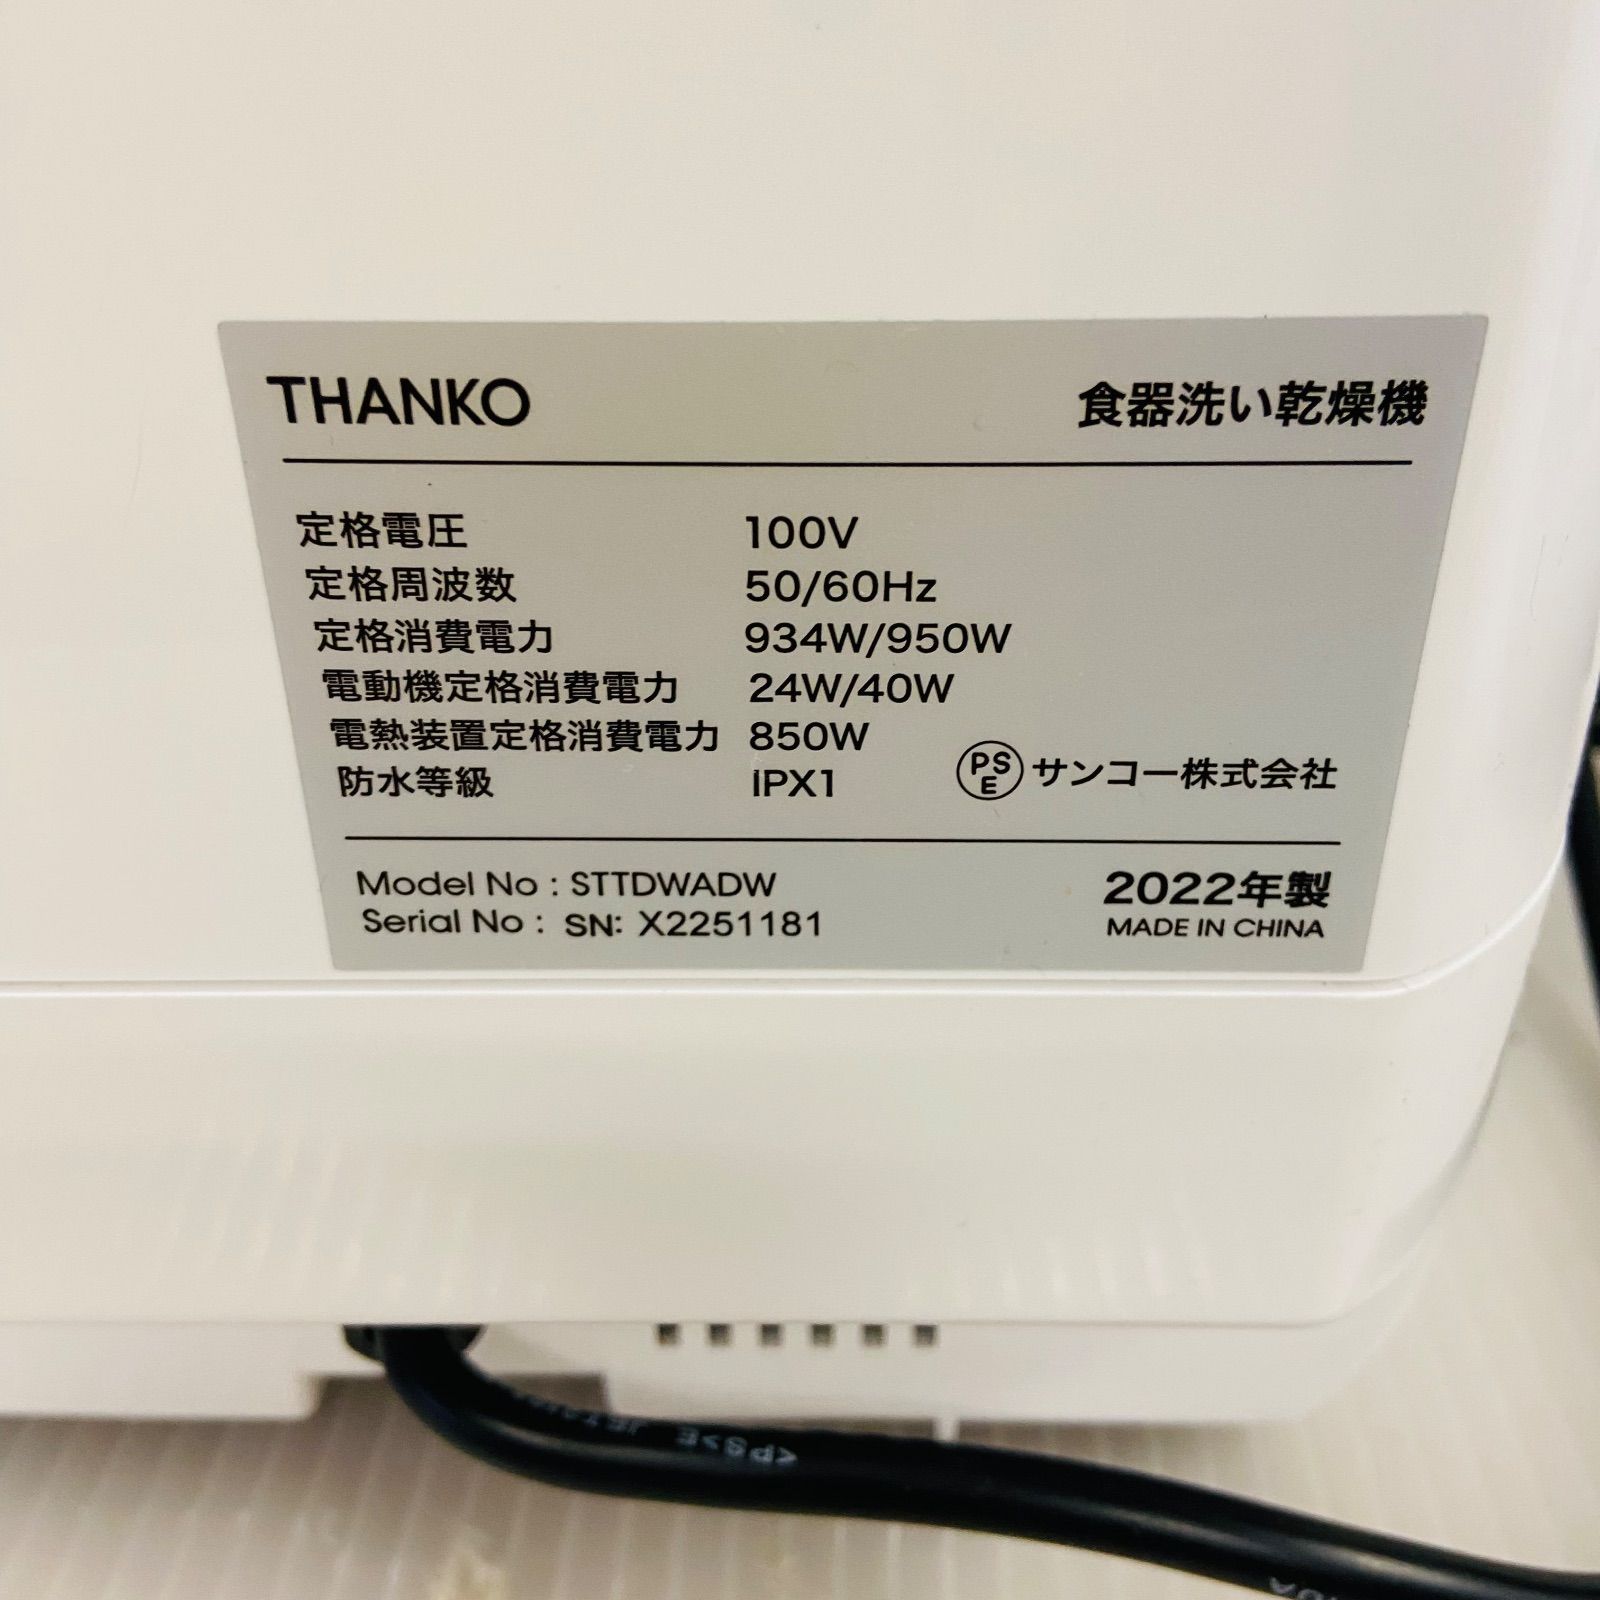 THANKO 食器洗い乾燥機
定格電圧 100V
定格周波数 50/60Hz
定格消費電力 934W/950W
電動機定格消費電力 24W/40W
電熱装置定格消費電力 850W
防水等級 IPX1 PSE サンコー株式会社
Model No : STTDWADW 2022年製
Serial No : SN: X2251181 MADE IN CHINA
<PS>E